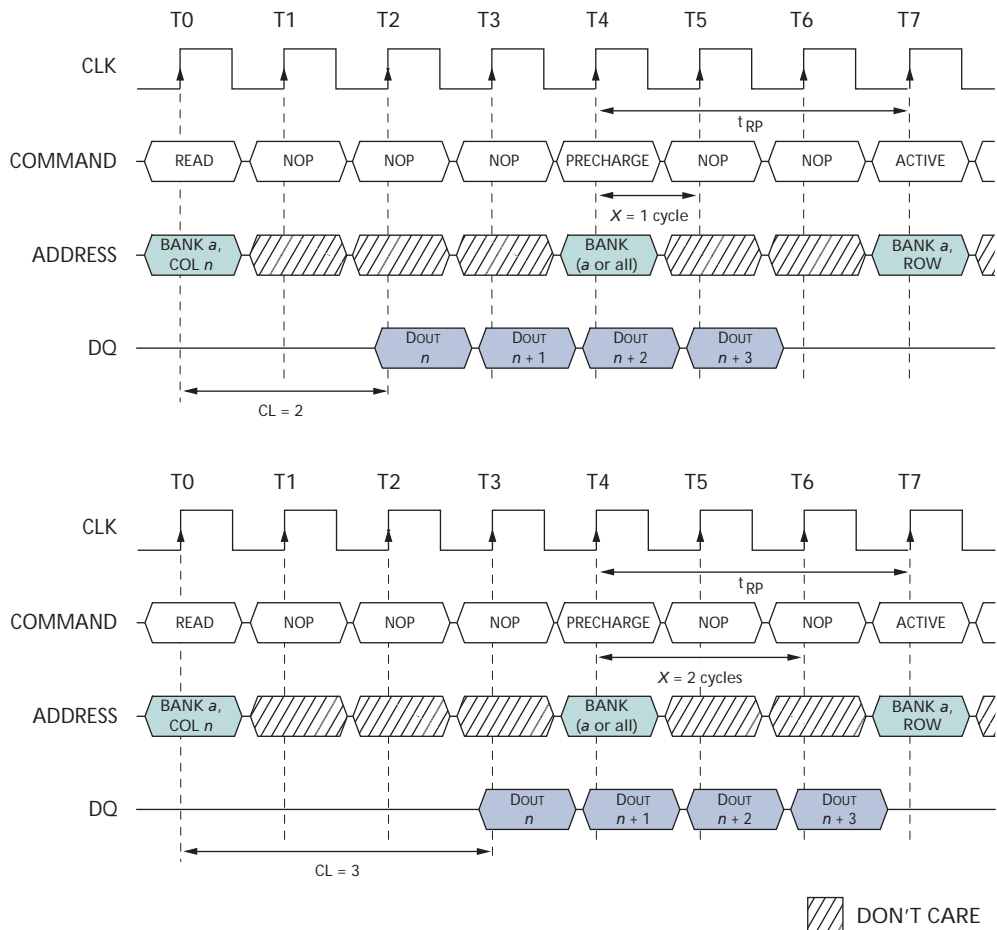 T0 T1 T2 T3 T4 T5 T6 T7
CLK
t RP
COMMAND READ NOP NOP NOP PRECHARGE NOP NOP ACTIVE
X = 1 cycle
ADDRESS BANK a, COL n BANK (a or all) BANK a, ROW
DQ DOUT n DOUT n + 1 DOUT n + 2 DOUT n + 3
CL = 2
T0 T1 T2 T3 T4 T5 T6 T7
CLK
t RP
COMMAND READ NOP NOP NOP PRECHARGE NOP NOP ACTIVE
X = 2 cycles
ADDRESS BANK a, COL n BANK (a or all) BANK a, ROW
DQ DOUT n DOUT n + 1 DOUT n + 2 DOUT n + 3
CL = 3
DON'T CARE